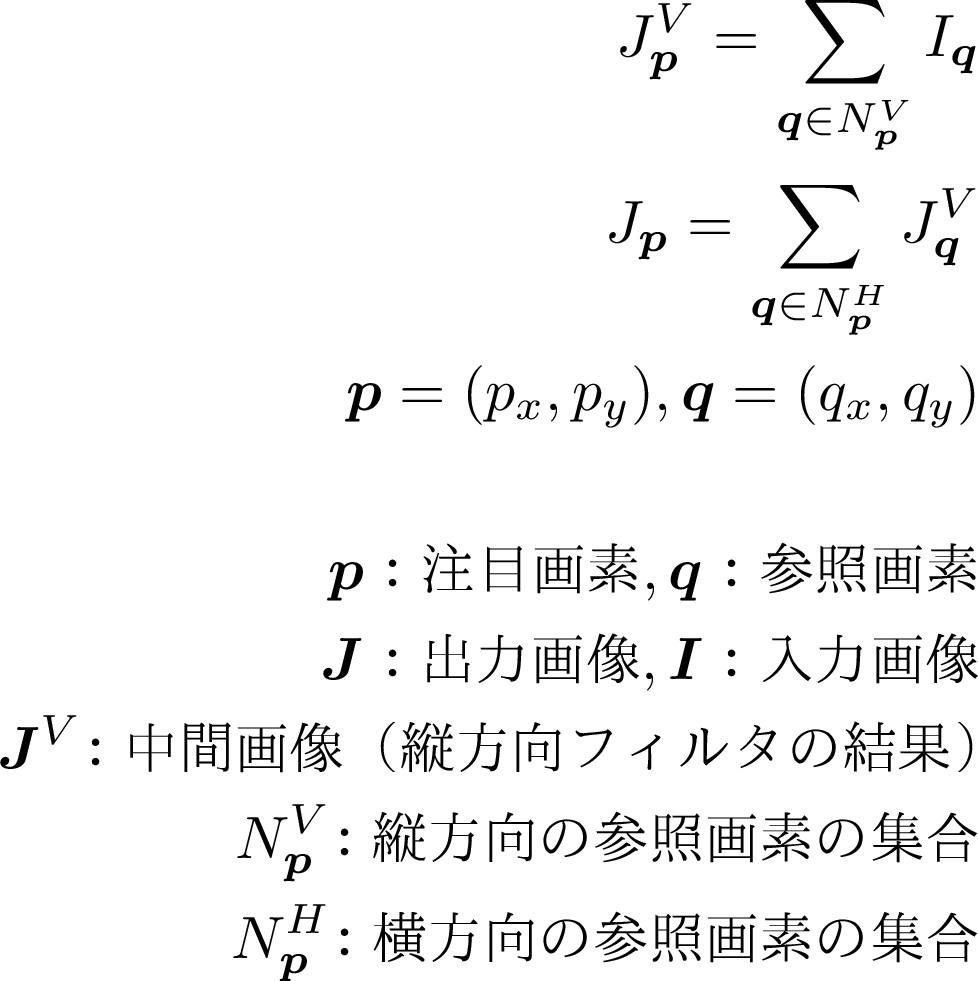 $J_{\boldsymbol{p}}^{V} = \sum_{\boldsymbol{q} \in N_{\boldsymbol{p}}^{V}} I_{\boldsymbol{q}}$
$J_{\boldsymbol{p}} = \sum_{\boldsymbol{q} \in N_{\boldsymbol{p}}^{H}} J_{\boldsymbol{q}}^{V}$
$\boldsymbol{p} = (p_x, p_y), \boldsymbol{q} = (q_x, q_y)$
$\boldsymbol{p}$ : 注目画素, $\boldsymbol{q}$ : 参照画素
$\boldsymbol{J}$ : 出力画像, $\boldsymbol{I}$ : 入力画像
$\boldsymbol{J}^{V}$ : 中間画像（縦方向フィルタの結果）
$N_{\boldsymbol{p}}^{V}$ : 縦方向の参照画素の集合
$N_{\boldsymbol{p}}^{H}$ : 横方向の参照画素の集合